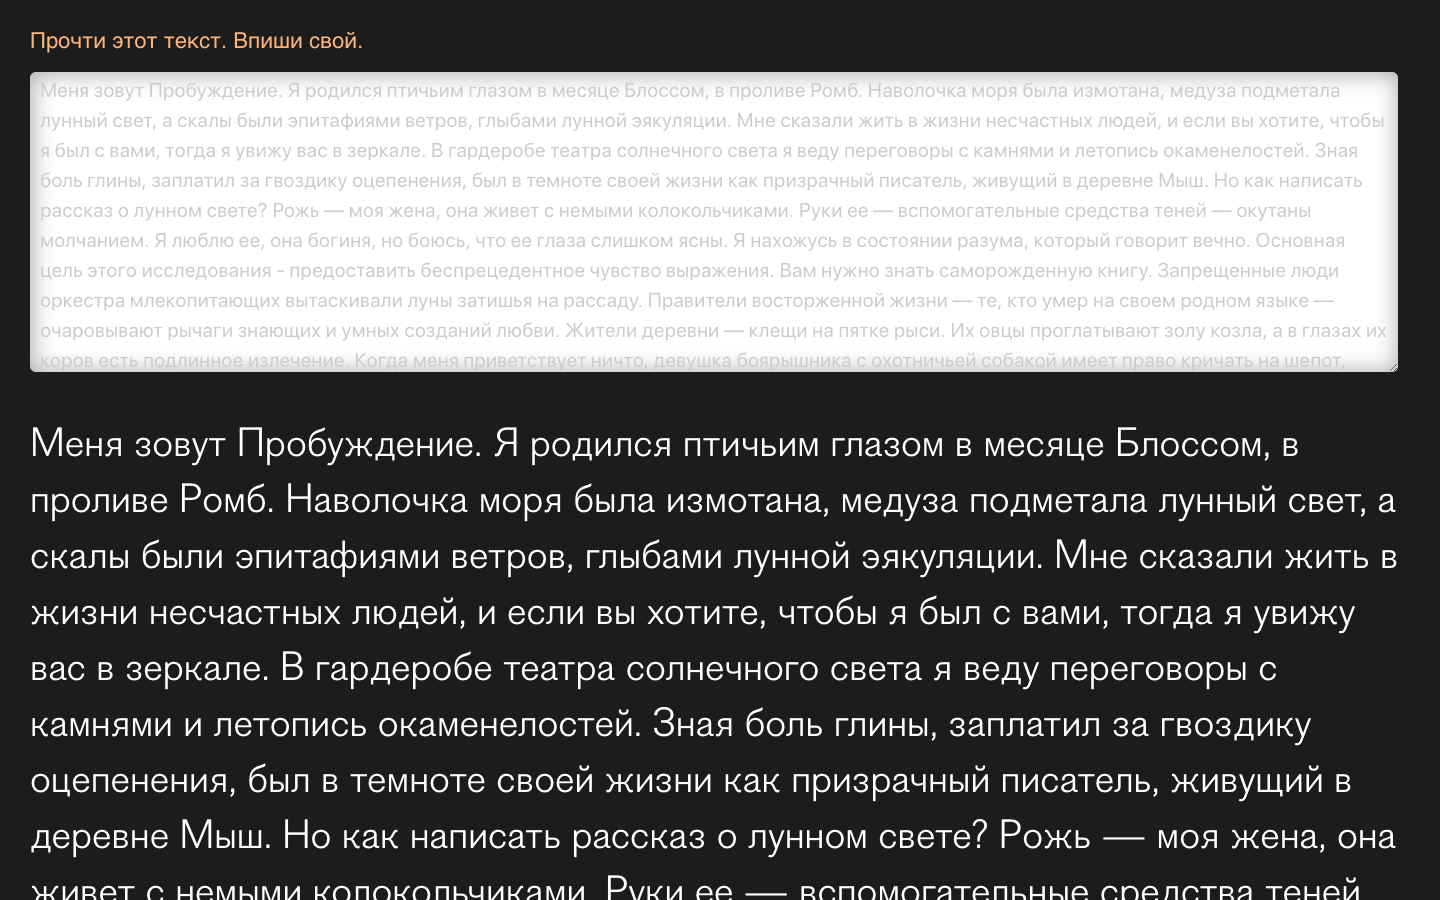 Прочти этот текст. Впиши свой.
Меня зовут Пробуждение. Я родился птичьим глазом в месяце Блоссом, в проливе Ромб. Наволочка моря была измотана, медуза подметала
лунный свет, а скалы были эпитафиями ветров, глыбами лунной эякуляции. Мне сказали жить в жизни несчастных людей, и если вы хотите, чтобы
я был с вами, тогда я увижу вас в зеркале. В гардеробе театра солнечного света я веду переговоры с камнями и летопись окаменелостей. Зная
боль глины, заплатил за гвоздику оцепенения, был в темноте своей жизни как призрачный писатель, живущий в деревне Мыш. Но как написать
рассказ о лунном свете? Рожь — моя жена, она живет с немыми колокольчиками. Руки ее — вспомогательные средства теней — окутаны
молчанием. Я люблю ее, она богиня, но боюсь, что ее глаза слишком ясны. Я нахожусь в состоянии разума, который говорит вечно. Основная
цель этого исследования - предоставить беспрецедентное чувство выражения. Вам нужно знать саморожденную книгу. Запрещенные люди
оркестра млекопитающих вытаскивали луны затишья на рассаду. Правители восторженной жизни — те, кто умер на своем родном языке —
очаровывают рычаги знающих и умных созданий любви. Жители деревни — клещи на пятке рыси. Их овцы проглатывают золу козла, а в глазах их
коров есть подлинное излечение. Когда меня приветствует ничто, девушка боярышника с охотничьей собакой имеет право кричать на шепот,
Меня зовут Пробуждение. Я родился птичьим глазом в месяце Блоссом, в
проливе Ромб. Наволочка моря была измотана, медуза подметала лунный свет, а
скалы были эпитафиями ветров, глыбами лунной эякуляции. Мне сказали жить в
жизни несчастных людей, и если вы хотите, чтобы я был с вами, тогда я увижу
вас в зеркале. В гардеробе театра солнечного света я веду переговоры с
камнями и летопись окаменелостей. Зная боль глины, заплатил за гвоздику
оцепенения, был в темноте своей жизни как призрачный писатель, живущий в
деревне Мыш. Но как написать рассказ о лунном свете? Рожь — моя жена, она
живет с немыми колокольчиками. Руки ее — вспомогательные средства теней